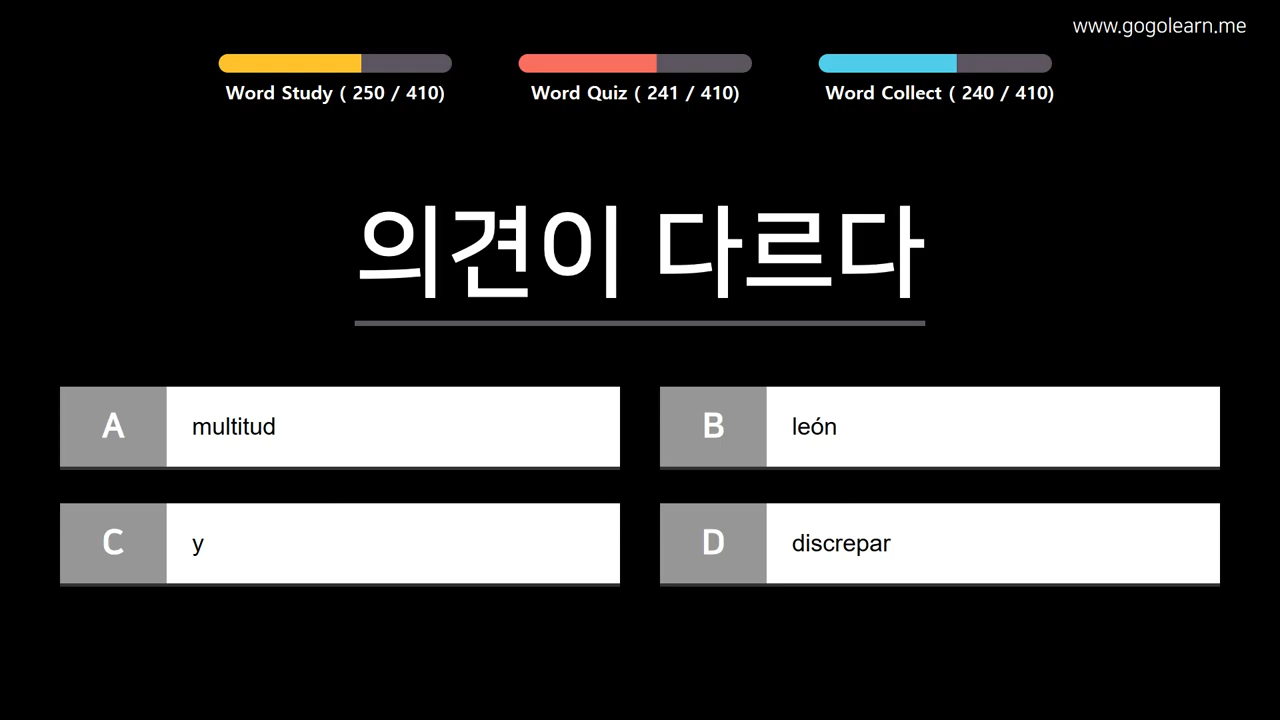 www.gogolearn.me
Word Study ( 250 / 410)
Word Quiz ( 241 / 410)
Word Collect ( 240 / 410)
의견이 다르다
A multitud
B león
C y
D discrepar